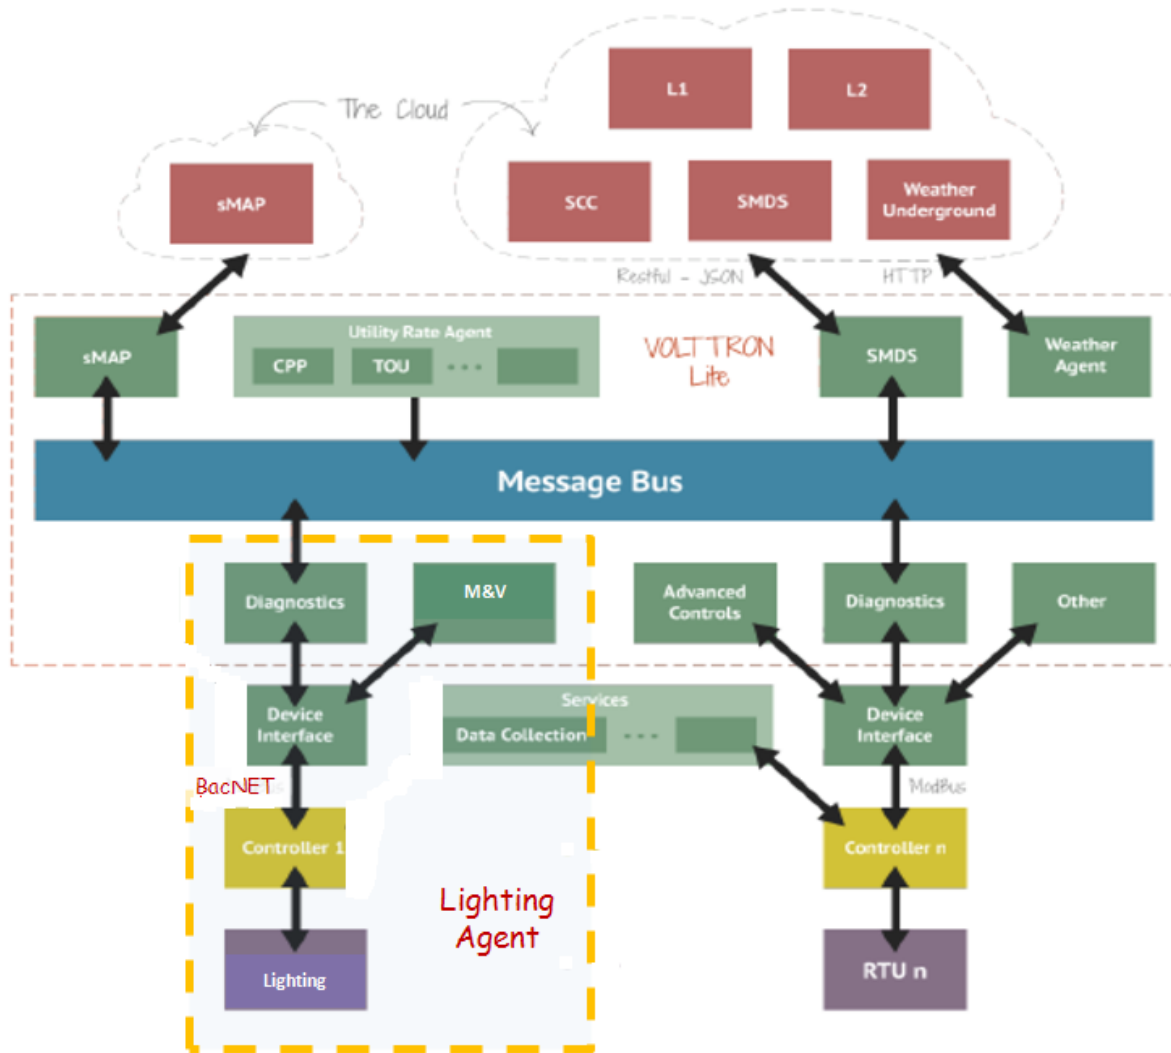 L1
L2
The Cloud
sMAP
SCC
SMDS
Weather
Underground
Restful - JSON
HTTP
sMAP
Utility Rate Agent
CPP
TOU
VOLTTRON
Lite
SMDS
Weather
Agent
Message Bus
Diagnostics
M&V
Advanced
Controls
Diagnostics
Other
Device
Interface
Services
Data Collection
Device
Interface
BacNET
ModBus
Controller 1
Controller n
Lighting
Agent
Lighting
RTU n